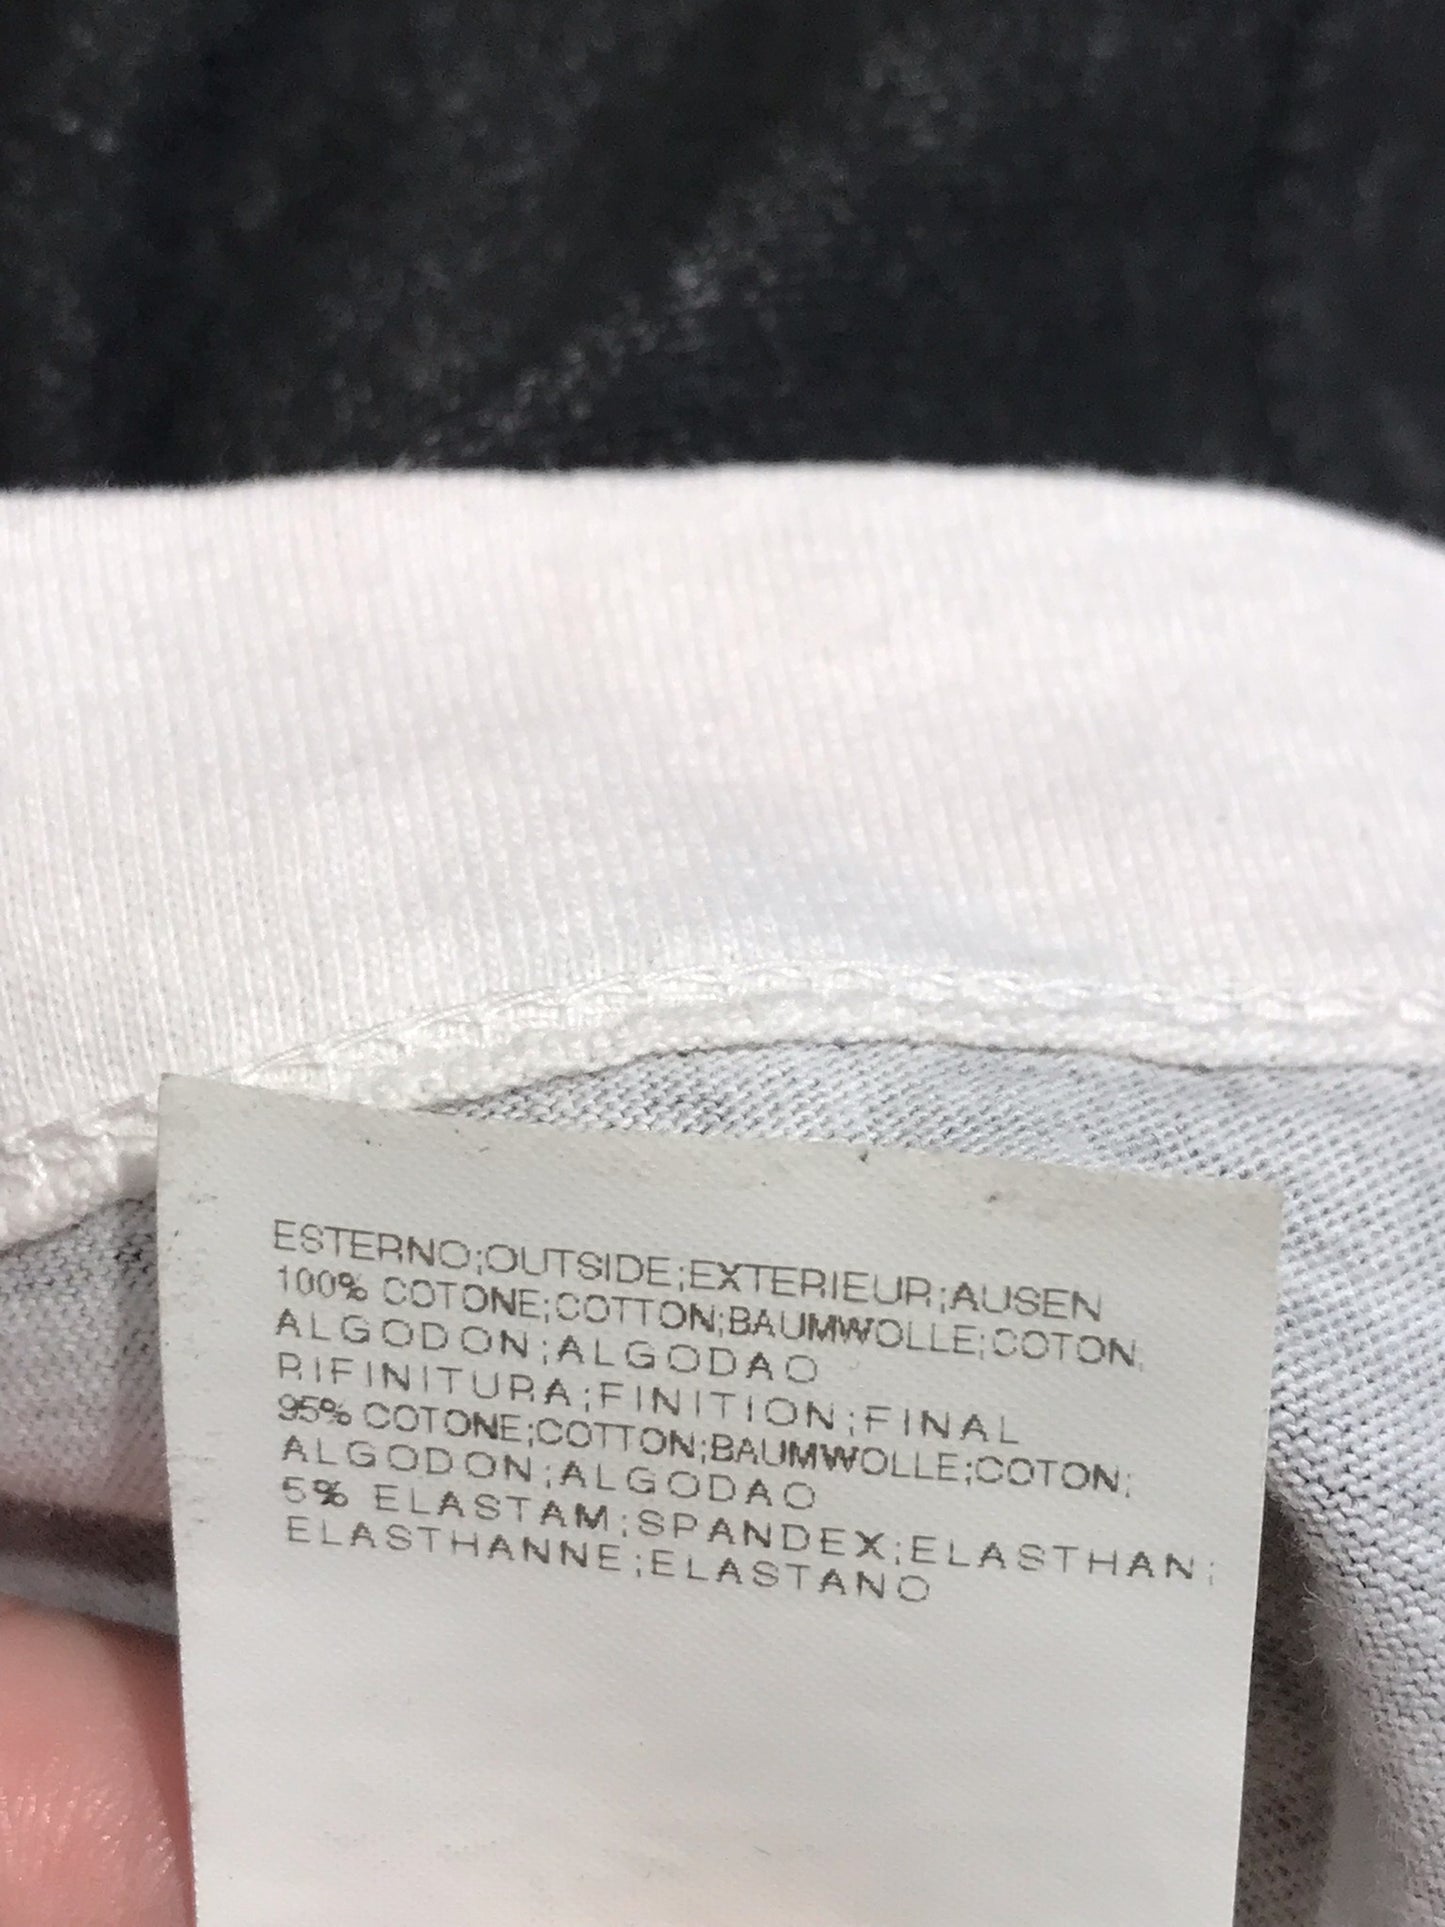 ESTERNO;OUTSIDE;EXTERIEUR;AUSEN
100% COTONE;COTTON;BAUMWOLLE;COTON;
ALGODON;ALGODAO
RIFINITURA;FINITION;FINAL
95% COTONE;COTTON;BAUMWOLLE;COTON;
ALGODON;ALGODAO
5% ELASTAM;SPANDEX;ELASTHAN;
ELASTHANNE;ELASTANO